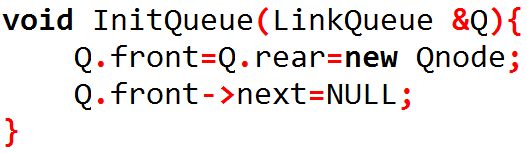 void InitQueue(LinkQueue &Q){
    Q.front=Q.rear=new Qnode;
    Q.front->next=NULL;
}